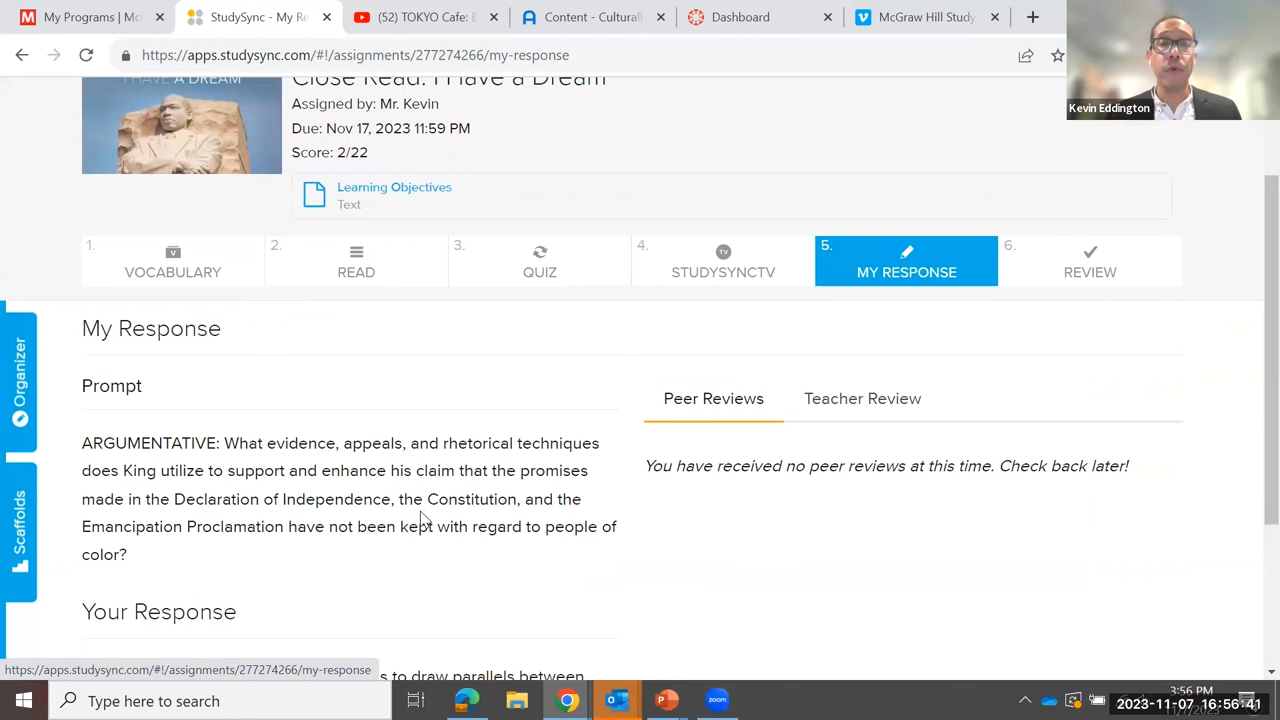 My Programs | Mc
StudySync - My Re
(52) TOKYO Cafe: B
Content - Culturall
Dashboard
McGraw Hill Study
https://apps.studysync.com/#!/assignments/277274266/my-response
Kevin Eddington
I HAVE A DREAM
Close Read: I Have a Dream
Assigned by: Mr. Kevin
Due: Nov 17, 2023 11:59 PM
Score: 2/22
Learning Objectives
Text
1. VOCABULARY
2. READ
3. QUIZ
4. STUDYSYNCTV
5. MY RESPONSE
6. REVIEW
Organizer
Scaffolds
My Response
Prompt
ARGUMENTATIVE: What evidence, appeals, and rhetorical techniques
does King utilize to support and enhance his claim that the promises
made in the Declaration of Independence, the Constitution, and the
Emancipation Proclamation have not been kept with regard to people of
color?
Peer Reviews
Teacher Review
You have received no peer reviews at this time. Check back later!
Your Response
s to draw parallels between
https://apps.studysync.com/#!/assignments/277274266/my-response
Type here to search
zoom
3:56 PM
2023-11-07 16:56:41